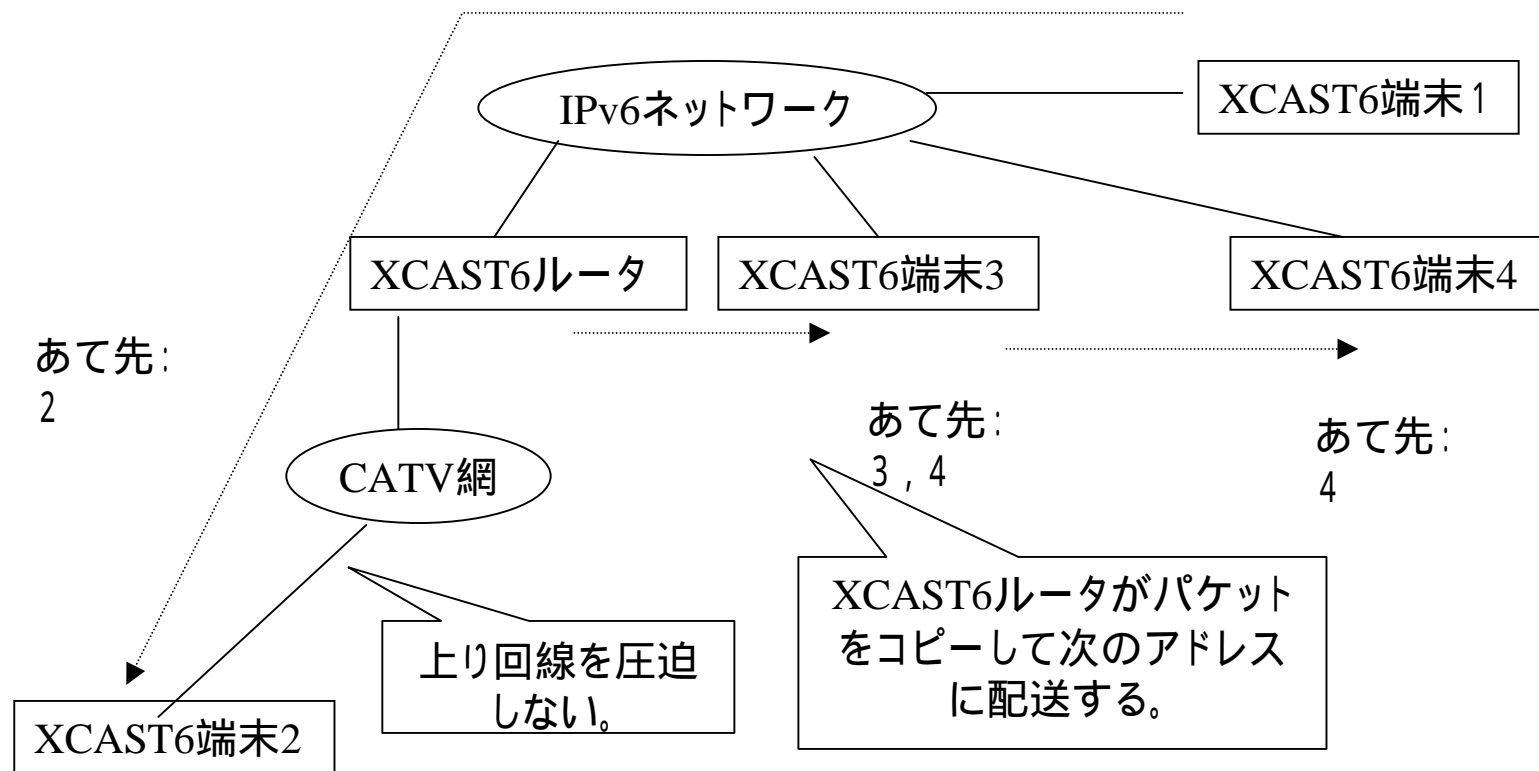 IPv6ネットワーク
XCAST6端末１
XCAST6ルータ
XCAST6端末3
XCAST6端末4
あて先：
２
あて先：
３，４
あて先：
４
CATV網
上り回線を圧迫
しない。
XCAST6ルータがパケット
をコピーして次のアドレス
に配送する。
XCAST6端末2